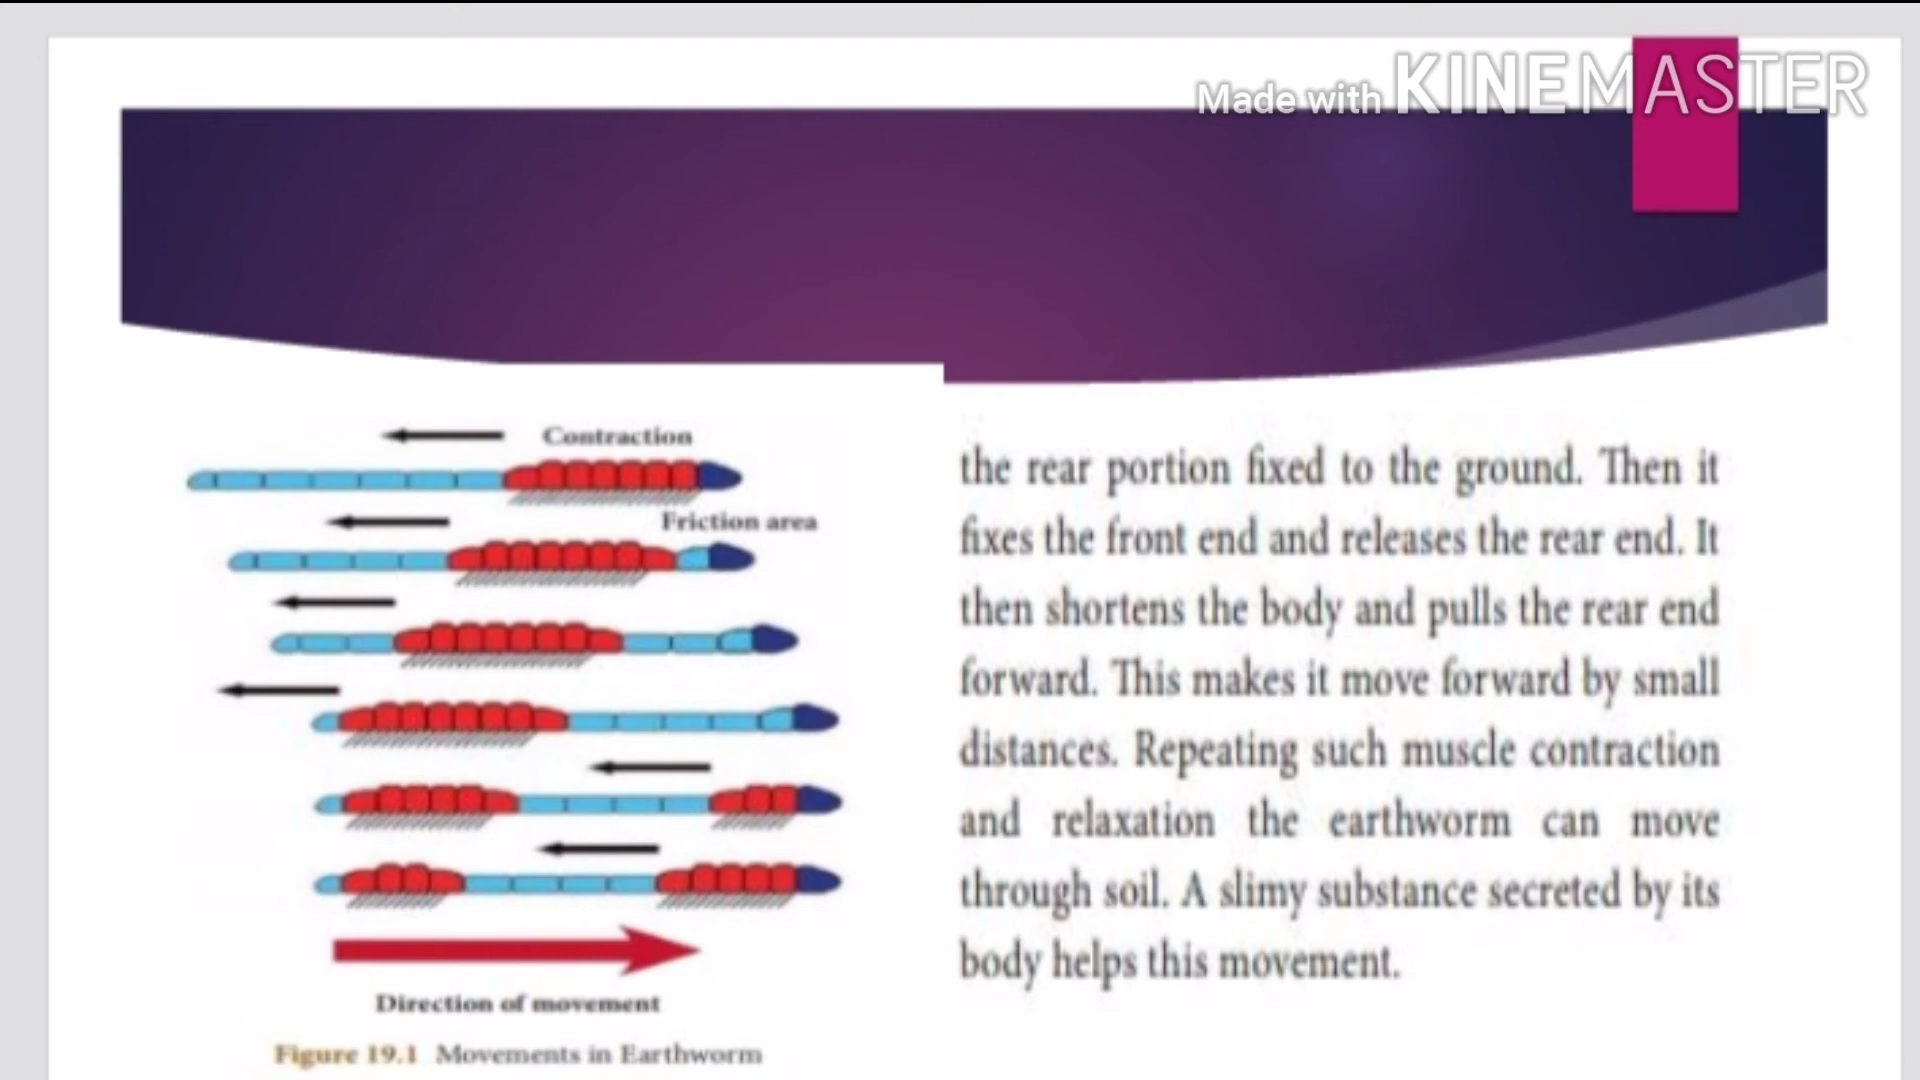 Made with KINEMASTER
Contraction
Friction area
Direction of movement
Figure 19.1 Movements in Earthworm
the rear portion fixed to the ground. Then it
fixes the front end and releases the rear end. It
then shortens the body and pulls the rear end
forward. This makes it move forward by small
distances. Repeating such muscle contraction
and relaxation the earthworm can move
through soil. A slimy substance secreted by its
body helps this movement.